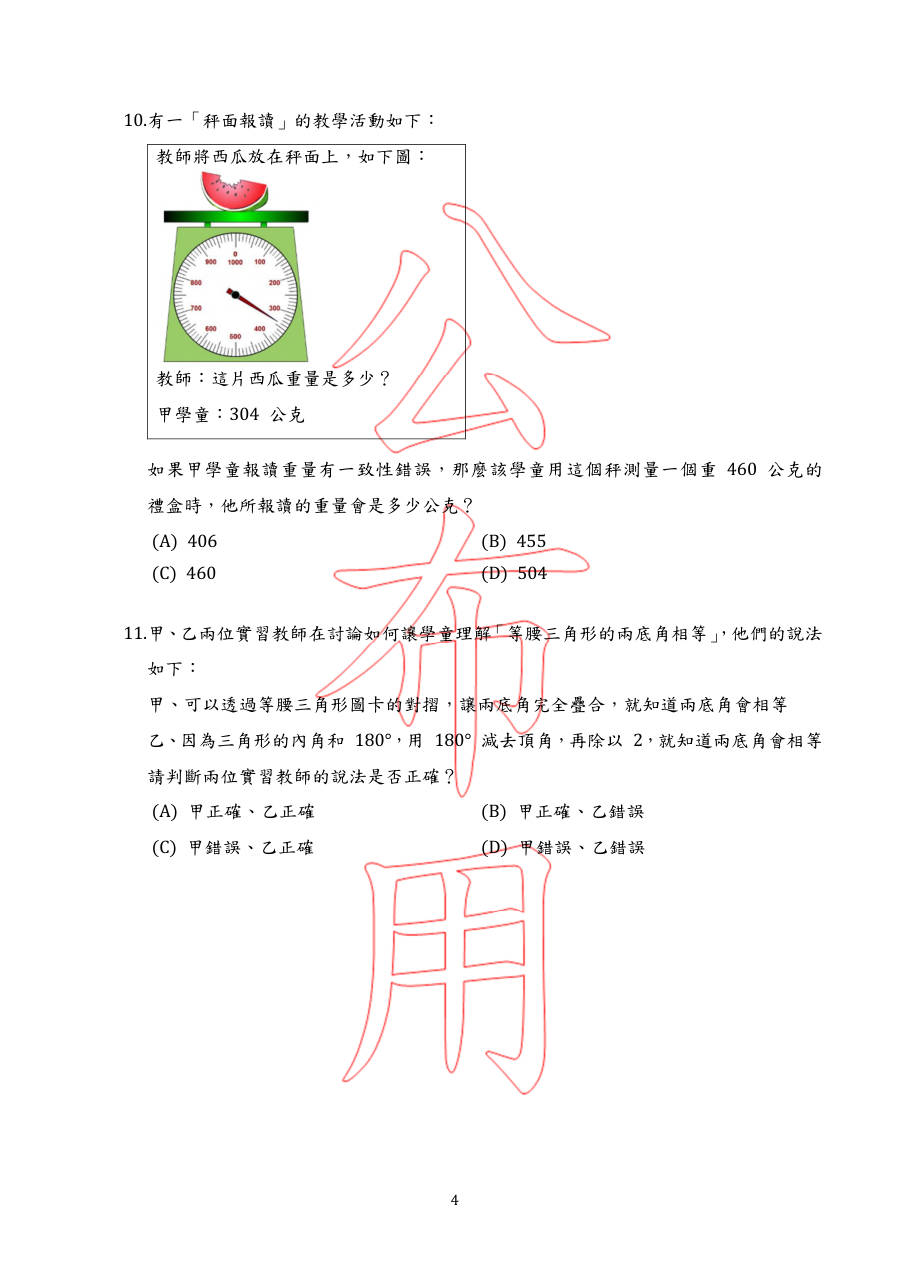 10.有一「秤面報讀」的教學活動如下：
教師將西瓜放在秤面上，如下圖：
0
900 1000 100
800 200
700 300
600 400
500
教師：這片西瓜重量是多少？
甲學童：304 公克
如果甲學童報讀重量有一致性錯誤，那麼該學童用這個秤測量一個重 460 公克的
禮盒時，他所報讀的重量會是多少公克？
(A) 406 (B) 455
(C) 460 (D) 504
11.甲、乙兩位實習教師在討論如何讓學童理解「等腰三角形的兩底角相等」，他們的說法
如下：
甲、可以透過等腰三角形圖卡的對摺，讓兩底角完全疊合，就知道兩底角會相等
乙、因為三角形的內角和 180°，用 180° 減去頂角，再除以 2，就知道兩底角會相等
請判斷兩位實習教師的說法是否正確？
(A) 甲正確、乙正確 (B) 甲正確、乙錯誤
(C) 甲錯誤、乙正確 (D) 甲錯誤、乙錯誤
公布用
4